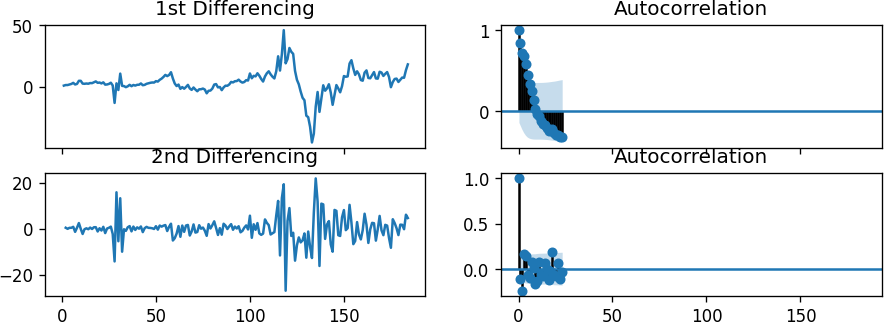 1st Differencing
Autocorrelation
50
0
1
0
2nd Differencing
Autocorrelation
20
0
−20
1.0
0.5
0.0
0 50 100 150
0 50 100 150